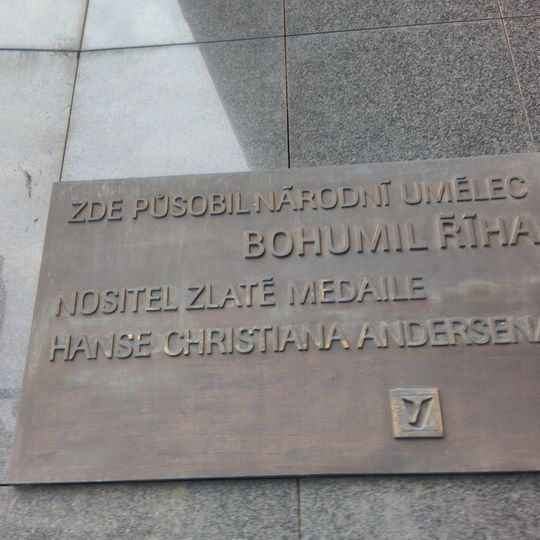 ZDE PŮSOBIL NÁRODNÍ UMĚLEC
BOHUMIL ŘÍHA
NOSITEL ZLATÉ MEDAILE
HANSE CHRISTIANA ANDERSENA